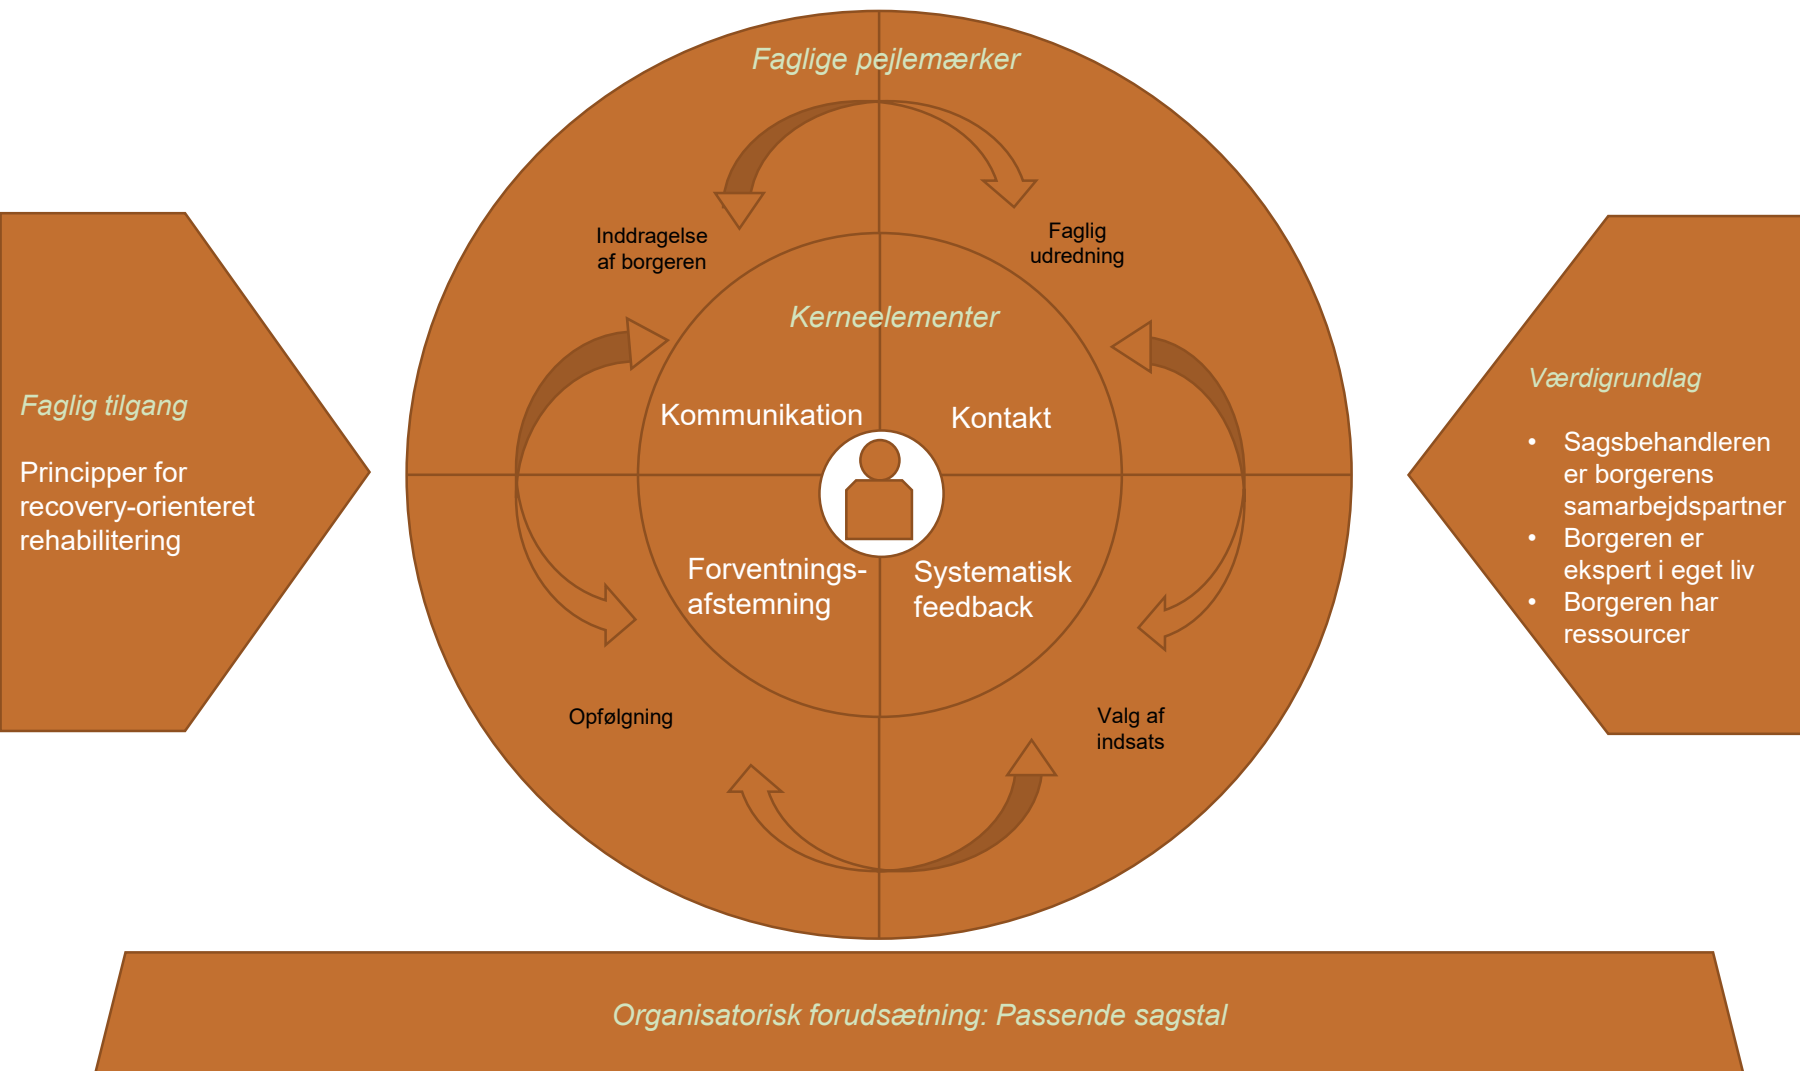 Faglige pejlemærker
Inddragelse
af borgeren
Faglig
udredning
Kerneelementer
Kommunikation
Kontakt
Forventnings-
afstemning
Systematisk
feedback
Opfølgning
Valg af
indsats
Faglig tilgang
Principper for
recovery-orienteret
rehabilitering
Værdigrundlag
• Sagsbehandleren
er borgerens
samarbejdspartner
• Borgeren er
ekspert i eget liv
• Borgeren har
ressourcer
Organisatorisk forudsætning: Passende sagstal